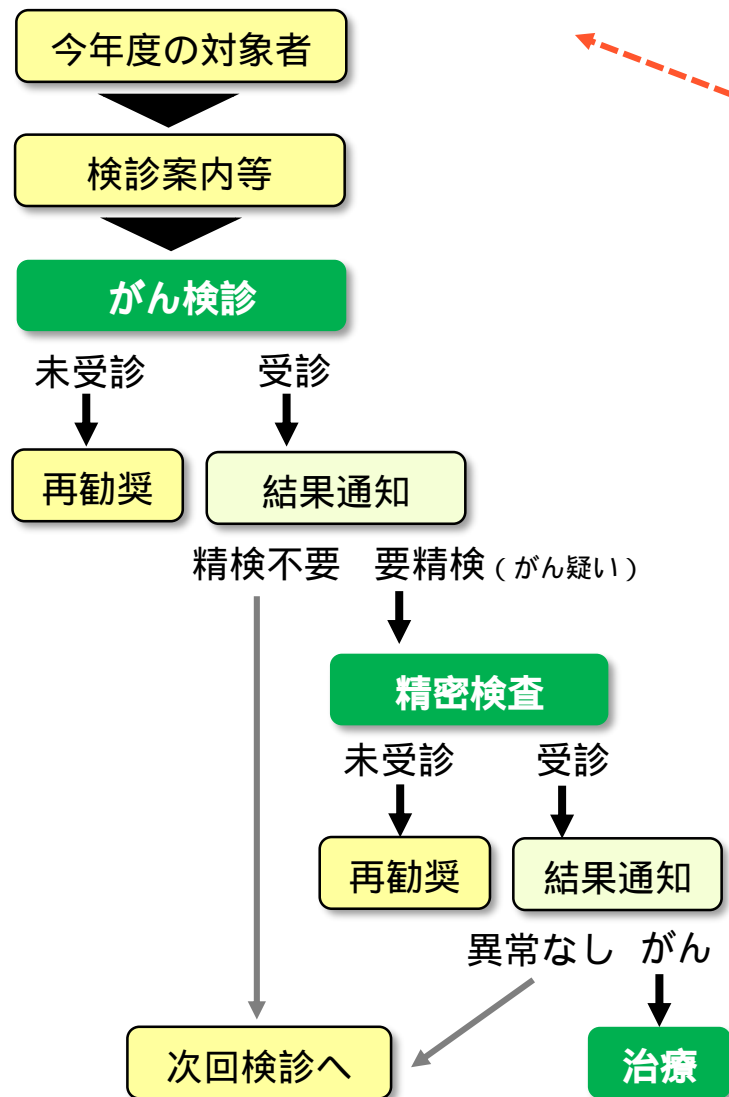 今年度の対象者
検診案内等
がん検診
未受診 受診
再勧奨 結果通知
精検不要 要精検(がん疑い)
精密検査
未受診 受診
再勧奨 結果通知
異常なし がん
次回検診へ 治療